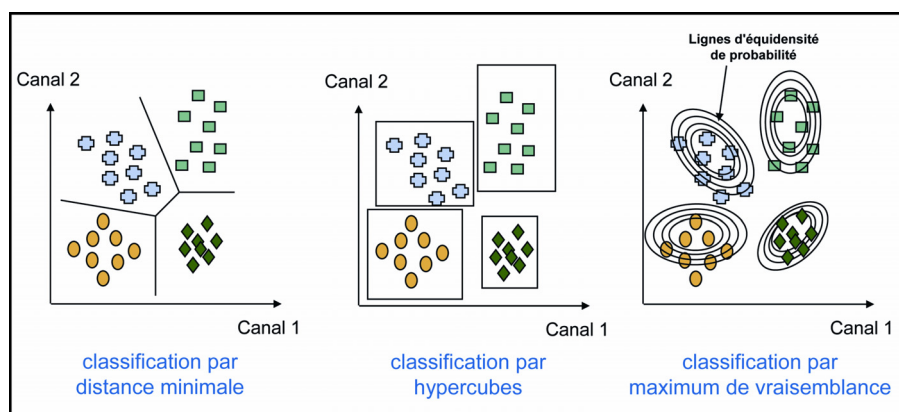 Lignes d'équidensité
de probabilité
Canal 2
Canal 1
classification par
distance minimale
Canal 2
Canal 1
classification par
hypercubes
Canal 2
Canal 1
classification par
maximum de vraisemblance